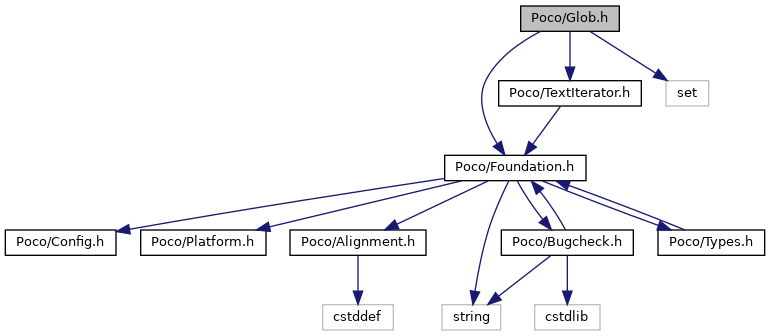 Poco/Glob.h
Poco/TextIterator.h
set
Poco/Foundation.h
Poco/Config.h
Poco/Platform.h
Poco/Alignment.h
Poco/Bugcheck.h
Poco/Types.h
cstddef
string
cstdlib